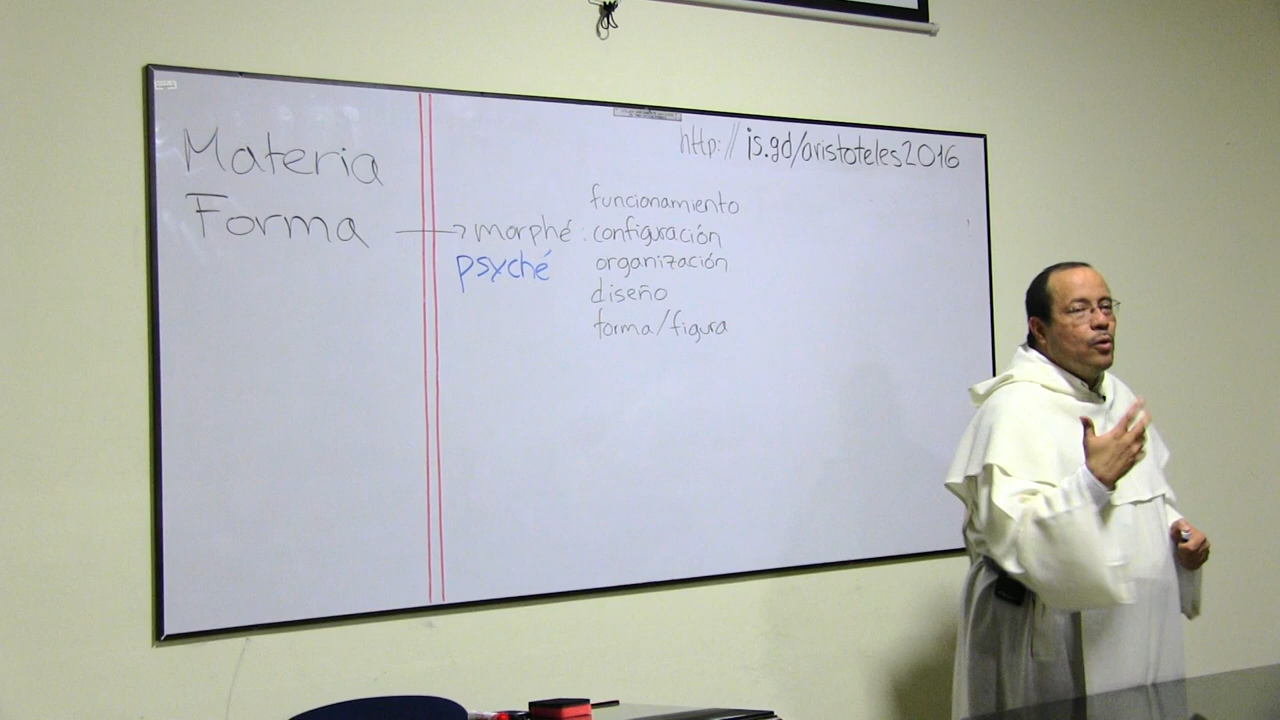 Materia
Forma
http://is.gd/aristoteles2016
funcionamiento
→ morphé : configuración
psyché organización
diseño
forma/figura